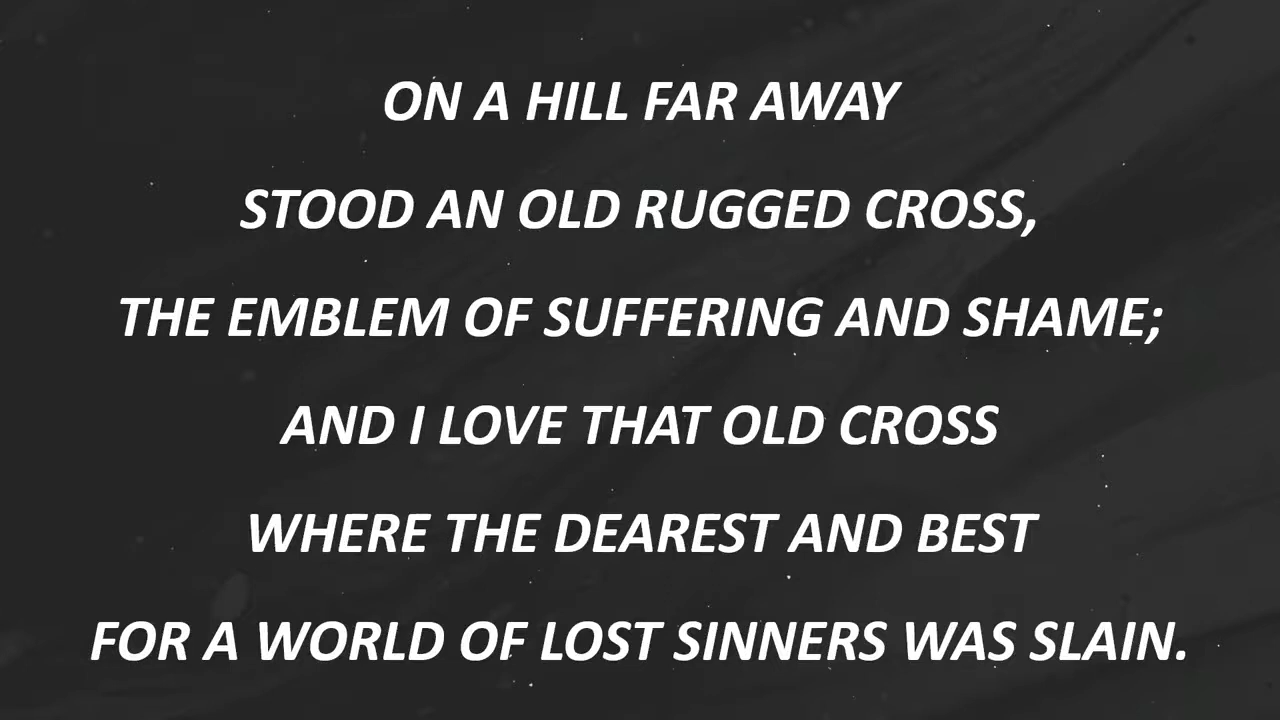 ON A HILL FAR AWAY
STOOD AN OLD RUGGED CROSS,
THE EMBLEM OF SUFFERING AND SHAME;
AND I LOVE THAT OLD CROSS
WHERE THE DEAREST AND BEST
FOR A WORLD OF LOST SINNERS WAS SLAIN.